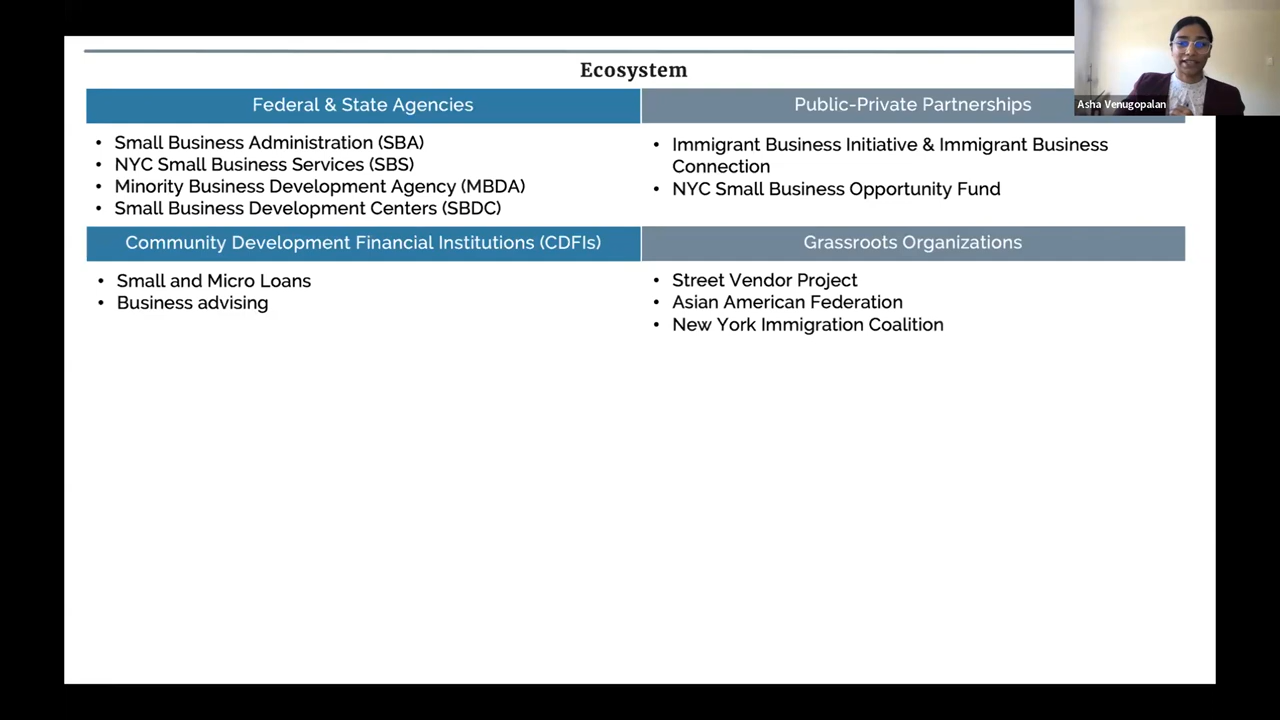 Ecosystem
Asha Venugopalan
Federal & State Agencies
Public-Private Partnerships
• Small Business Administration (SBA)
• NYC Small Business Services (SBS)
• Minority Business Development Agency (MBDA)
• Small Business Development Centers (SBDC)
• Immigrant Business Initiative & Immigrant Business
Connection
• NYC Small Business Opportunity Fund
Community Development Financial Institutions (CDFIs)
Grassroots Organizations
• Small and Micro Loans
• Business advising
• Street Vendor Project
• Asian American Federation
• New York Immigration Coalition